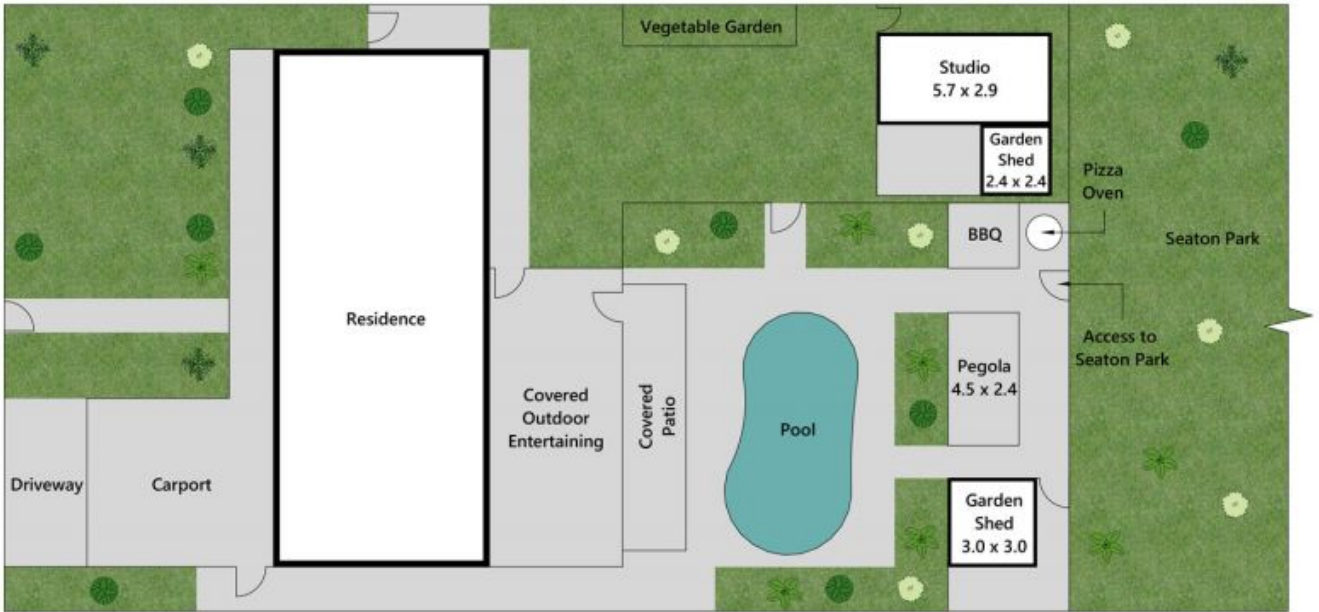 Vegetable Garden
Studio
5.7 x 2.9
Garden
Shed
2.4 x 2.4
Pizza
Oven
BBQ
Seaton Park
Residence
Access to
Seaton Park
Pegola
4.5 x 2.4
Covered
Outdoor
Entertaining
Covered
Patio
Pool
Driveway
Carport
Garden
Shed
3.0 x 3.0